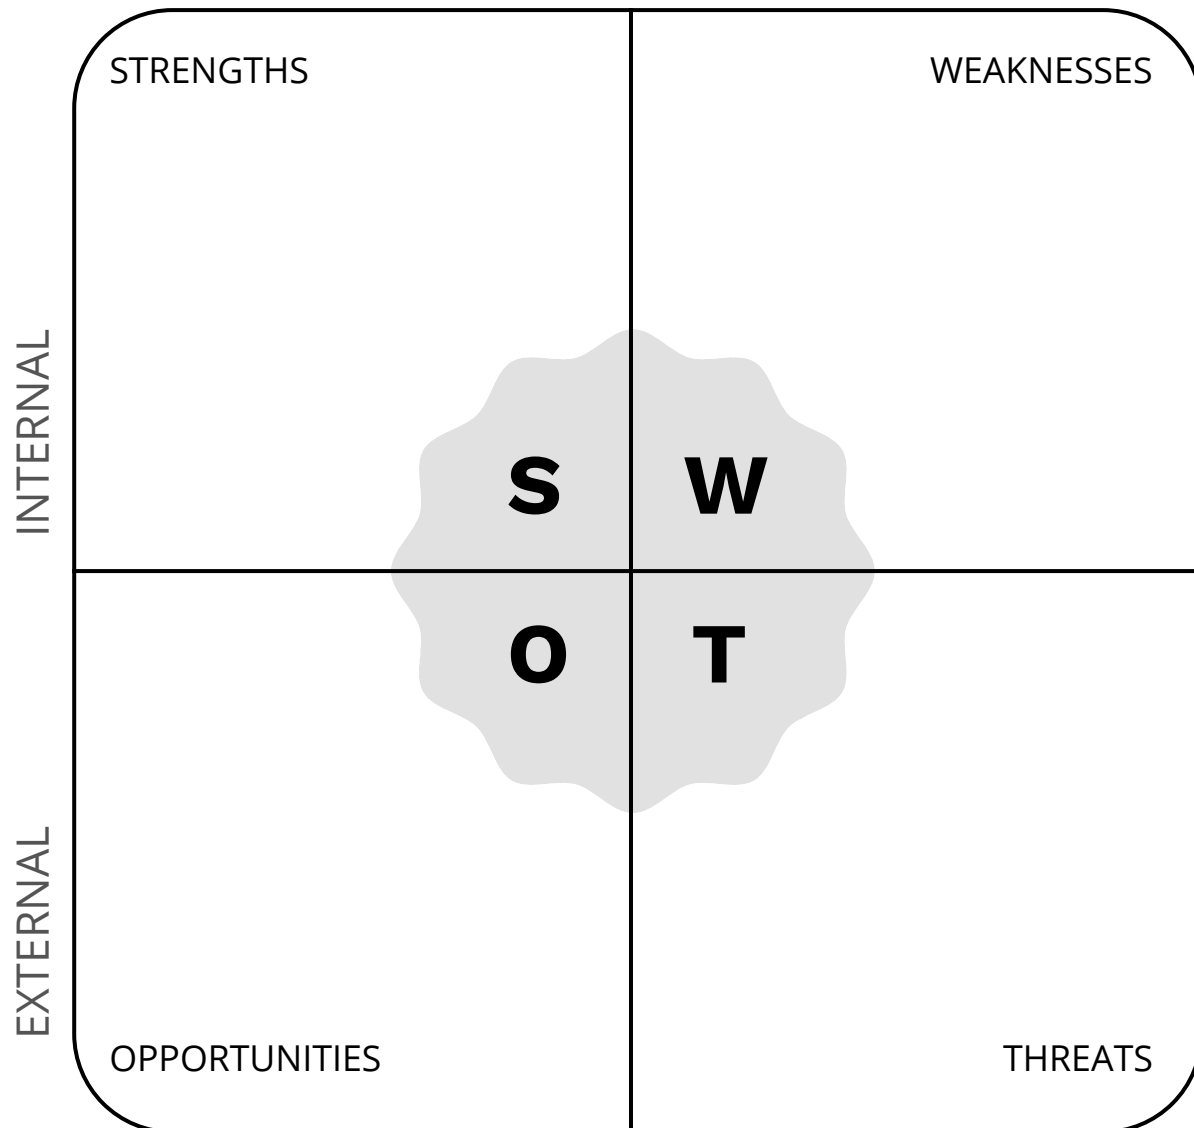 STRENGTHS
WEAKNESSES
INTERNAL
S
W
O
T
EXTERNAL
OPPORTUNITIES
THREATS